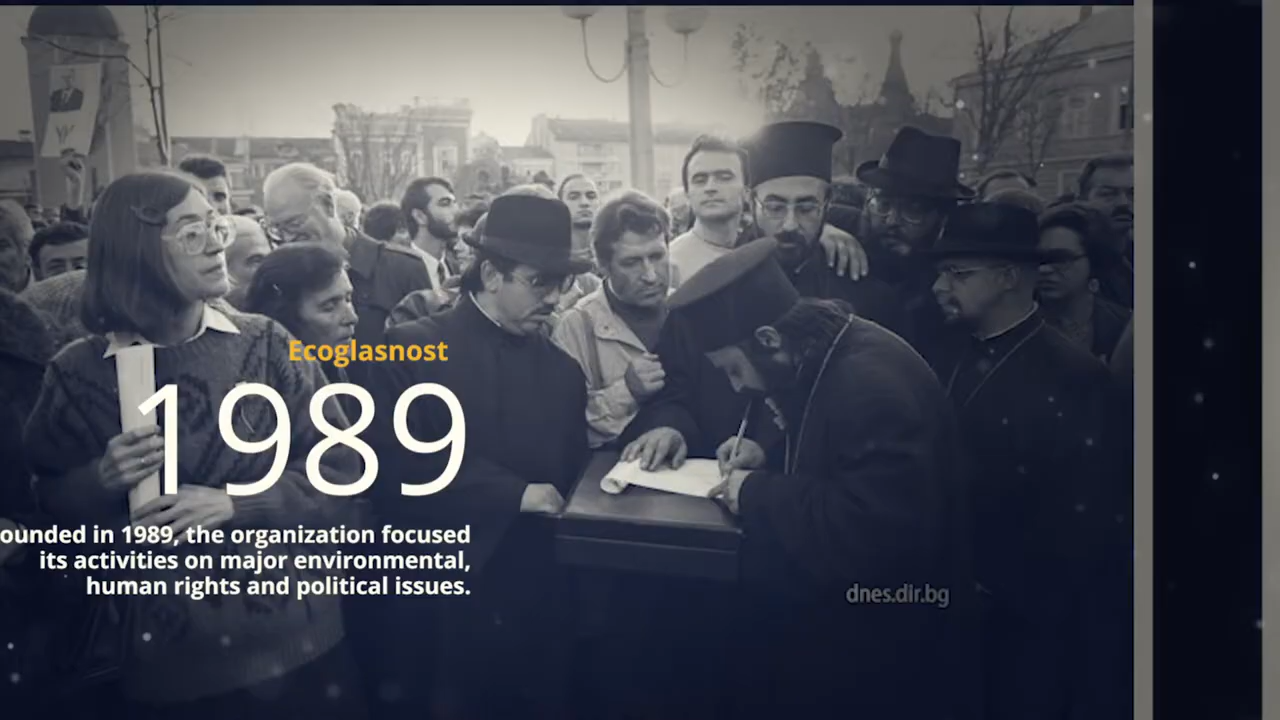 Ecoglasnost
1989
ounded in 1989, the organization focused
its activities on major environmental,
human rights and political issues.
dnes.dir.bg